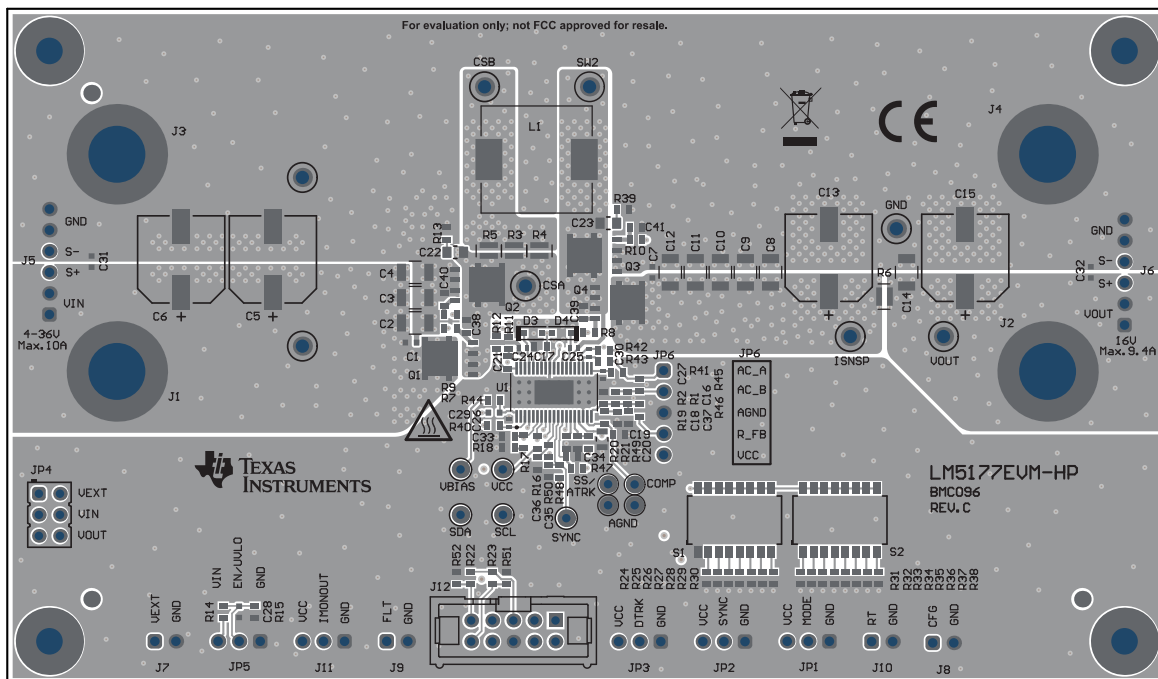 For evaluation only; not FCC approved for resale.
CSB
SW2
J3
L1
J4
R39
C13
C15
GND
GND
S-
J5
S+
C31
VIN
4-36V
Max.10A
C6 +
C5 +
R13
C22
R5
R3
R4
C23
C41
R10
C7
C12
C11
C10
C9
C8
GND
S-
J6
S+
C32
VOUT
16V
Max.9.4A
C4
C3
C2
C40
CSA
Q3
Q2
Q4
R6
C14
+
+
C38
R12
R11
D3
D4
C39
R8
J2
ISNSP
VOUT
C1
Q1
C21
C24
C17
C25
C30
R42
R43
JP6
JP6
J1
R9
R7
U1
R44
C29
C26
R40
C33
R18
C27
R41
R2
R1
C16
R45
R19
C18
C37
R46
AC_A
AC_B
AGND
R_FB
VCC
R17
C34
R20
R21
R49
C19
C20
R47
TEXAS
INSTRUMENTS
LM5177EVM-HP
BMC096
REV.C
JP4
VEXT
VIN
VOUT
VBIAS
VCC
SS/
ATRK
COMP
AGND
C36
R16
C35
R50
R48
SDA
SCL
SYNC
S1
S2
R52
R22
R23
R51
J12
R24
R25
R26
R27
R28
R29
R30
R31
R32
R33
R34
R35
R36
R37
R38
VEXT
GND
J7
VIN
EN/UVLO
GND
R14
C28
R15
JP5
VCC
IMONOUT
GND
J11
FLT
GND
J9
VCC
DTRK
GND
JP3
VCC
SYNC
GND
JP2
VCC
MODE
GND
JP1
RT
GND
J10
CFG
GND
J8